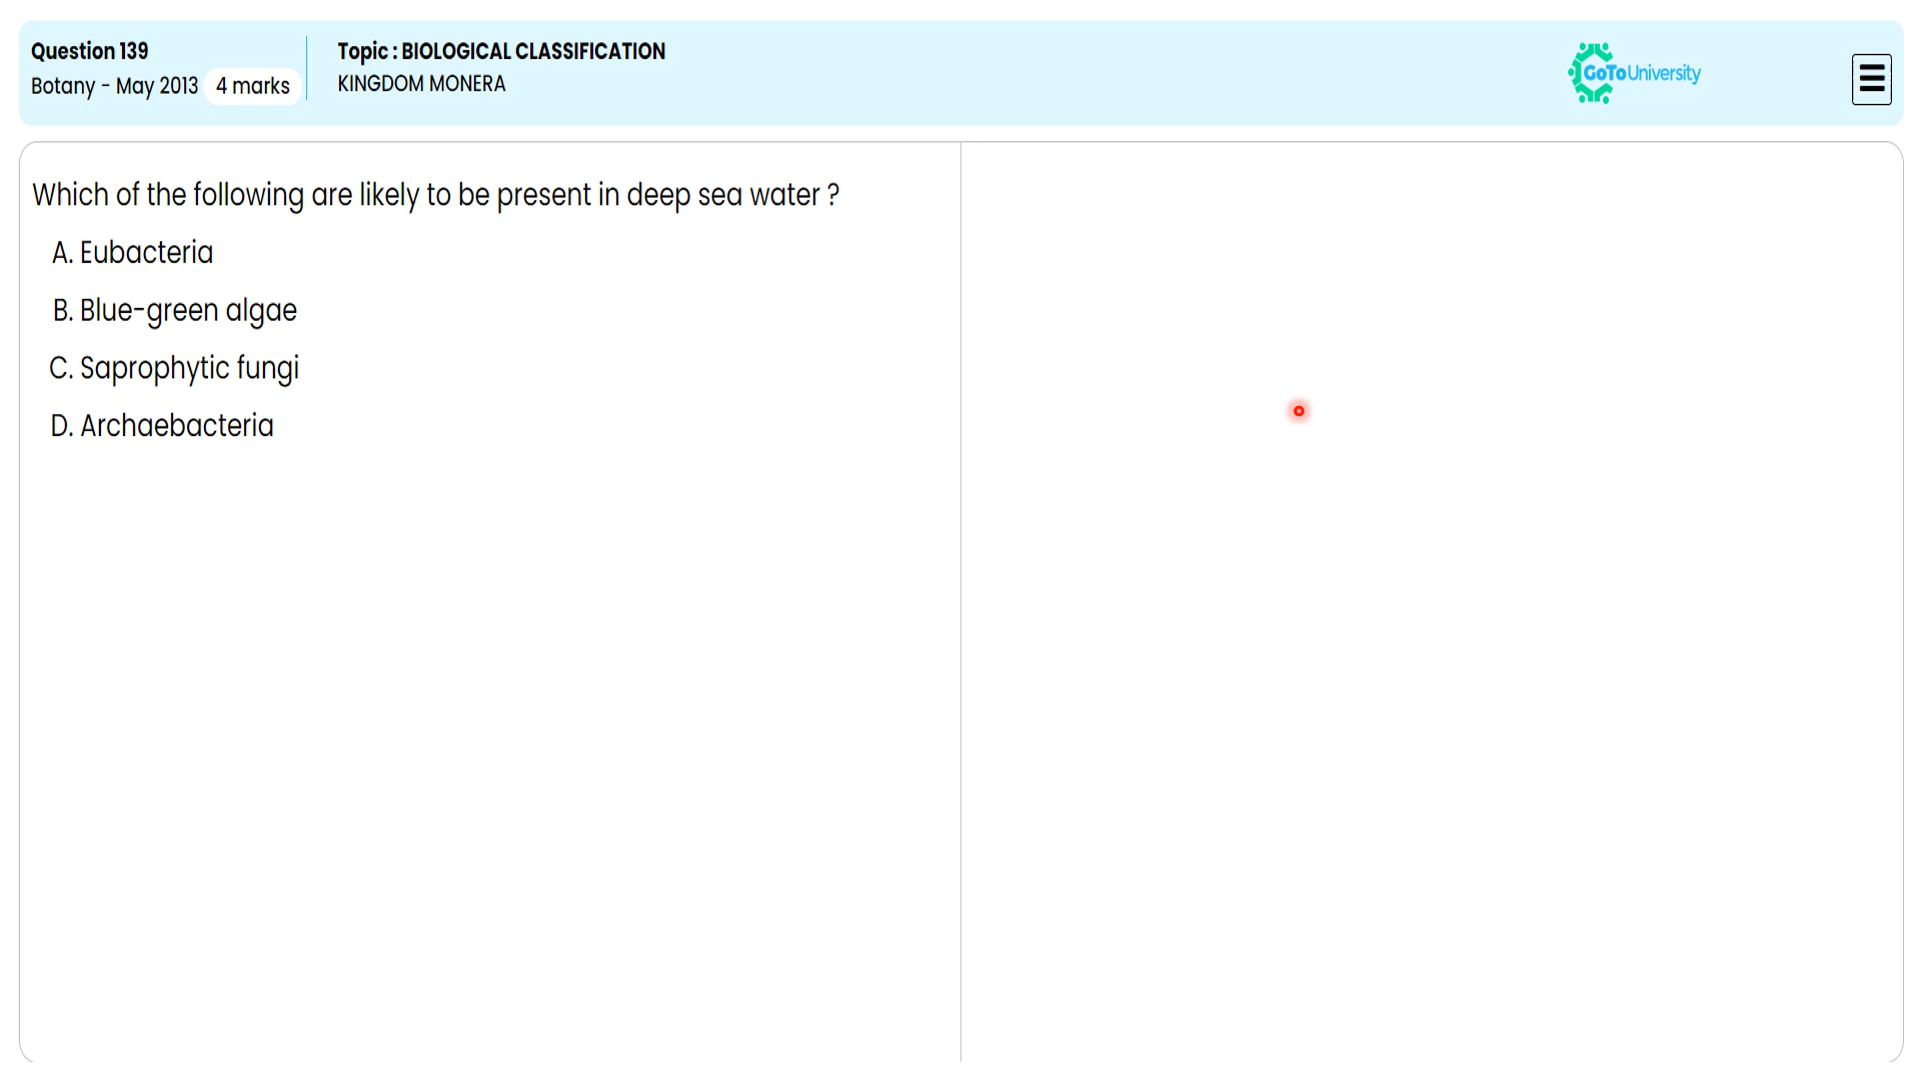 Question 139
Botany - May 2013 4 marks
Topic : BIOLOGICAL CLASSIFICATION
KINGDOM MONERA
GoToUniversity
Which of the following are likely to be present in deep sea water ?
A. Eubacteria
B. Blue-green algae
C. Saprophytic fungi
D. Archaebacteria